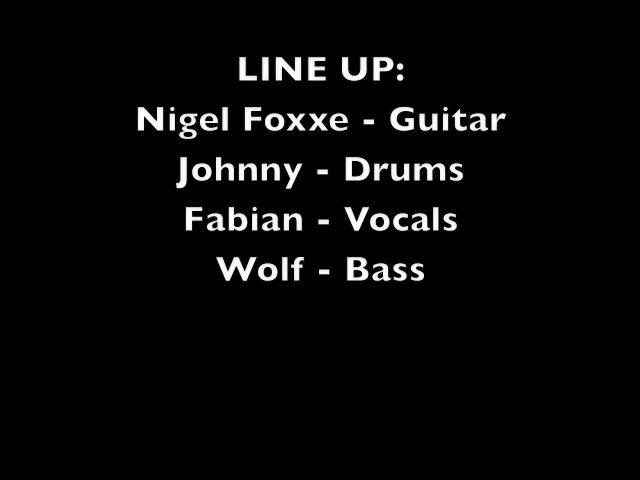 LINE UP:
Nigel Foxxe - Guitar
Johnny - Drums
Fabian - Vocals
Wolf - Bass